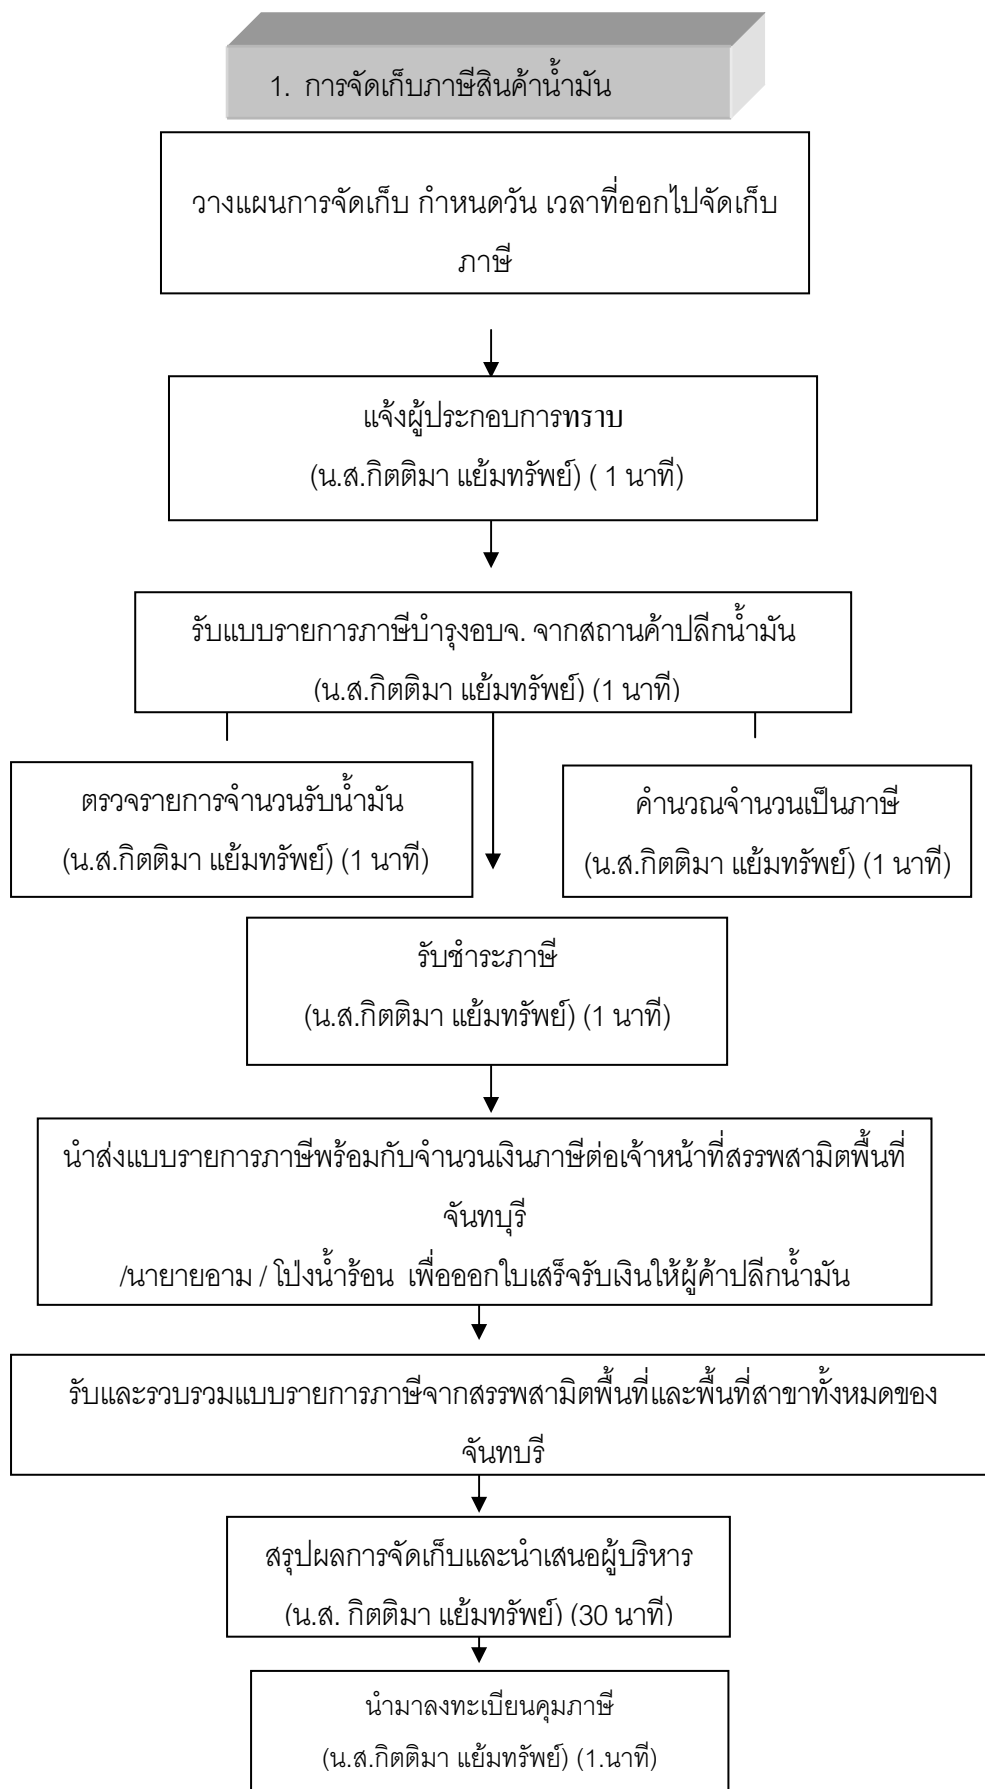 1. การจัดเก็บภาษีสินค้าน้ำมัน
วางแผนการจัดเก็บ กำหนดวัน เวลาที่ออกไปจัดเก็บ
ภาษี
แจ้งผู้ประกอบการทราบ
(น.ส.กิตติมา แย้มทรัพย์) ( 1 นาที)
รับแบบรายการภาษีบำรุงอบจ. จากสถานค้าปลีกน้ำมัน
(น.ส.กิตติมา แย้มทรัพย์) (1 นาที)
ตรวจรายการจำนวนรับน้ำมัน
(น.ส.กิตติมา แย้มทรัพย์) (1 นาที)
คำนวณจำนวนเป็นภาษี
(น.ส.กิตติมา แย้มทรัพย์) (1 นาที)
รับชำระภาษี
(น.ส.กิตติมา แย้มทรัพย์) (1 นาที)
นำส่งแบบรายการภาษีพร้อมกับจำนวนเงินภาษีต่อเจ้าหน้าที่สรรพสามิตพื้นที่
จันทบุรี
/นายายอาม / โป่งน้ำร้อน เพื่อออกใบเสร็จรับเงินให้ผู้ค้าปลีกน้ำมัน
รับและรวบรวมแบบรายการภาษีจากสรรพสามิตพื้นที่และพื้นที่สาขาทั้งหมดของ
จันทบุรี
สรุปผลการจัดเก็บและนำเสนอผู้บริหาร
(น.ส. กิตติมา แย้มทรัพย์) (30 นาที)
นำมาลงทะเบียนคุมภาษี
(น.ส.กิตติมา แย้มทรัพย์) (1.นาที)